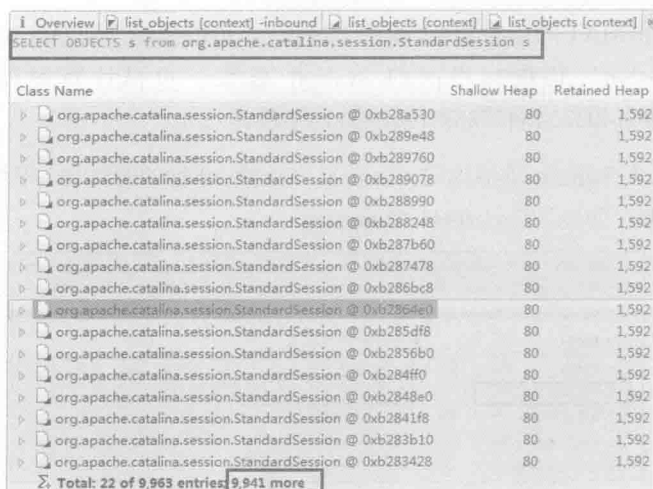 i Overview list_objects [context] -inbound list_objects [context] list_objects [context]
SELECT OBJECTS s from org.apache.catalina.session.StandardSession s
Class Name Shallow Heap Retained Heap
org.apache.catalina.session.StandardSession @ 0xb28a530 80 1,592
org.apache.catalina.session.StandardSession @ 0xb289e48 80 1,592
org.apache.catalina.session.StandardSession @ 0xb289760 80 1,592
org.apache.catalina.session.StandardSession @ 0xb289078 80 1,592
org.apache.catalina.session.StandardSession @ 0xb288990 80 1,592
org.apache.catalina.session.StandardSession @ 0xb288248 80 1,592
org.apache.catalina.session.StandardSession @ 0xb287b60 80 1,592
org.apache.catalina.session.StandardSession @ 0xb287478 80 1,592
org.apache.catalina.session.StandardSession @ 0xb286bc8 80 1,592
org.apache.catalina.session.StandardSession @ 0xb2864e0 80 1,592
org.apache.catalina.session.StandardSession @ 0xb285df8 80 1,592
org.apache.catalina.session.StandardSession @ 0xb2856b0 80 1,592
org.apache.catalina.session.StandardSession @ 0xb284ff0 80 1,592
org.apache.catalina.session.StandardSession @ 0xb2848e0 80 1,592
org.apache.catalina.session.StandardSession @ 0xb2841f8 80 1,592
org.apache.catalina.session.StandardSession @ 0xb283b10 80 1,592
org.apache.catalina.session.StandardSession @ 0xb283428 80 1,592
Σ Total: 22 of 9,963 entries; 9,941 more